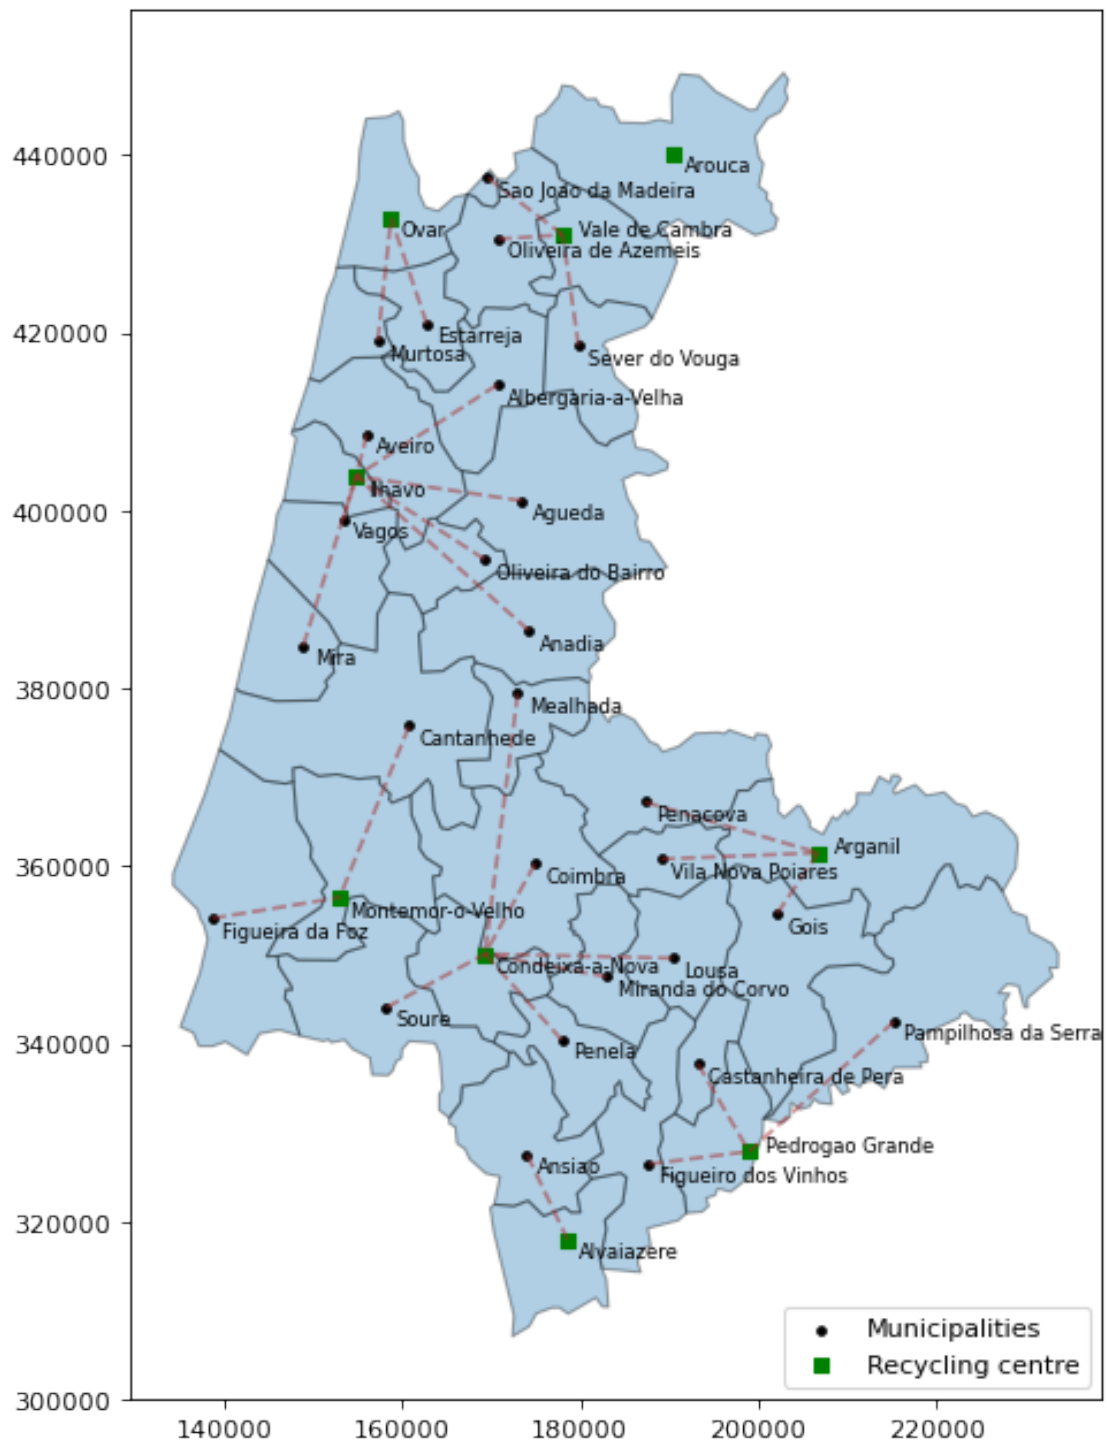 440000
420000
400000
380000
360000
340000
320000
300000
Arouca
Sao Joao da Madeira
Ovar
Vale de Cambra
Oliveira de Azemeis
Estarreja
Murtosa
Sever do Vouga
Albergaria-a-Velha
Aveiro
Ilhavo
Agueda
Vagos
Oliveira do Bairro
Anadia
Mira
Mealhada
Cantanhede
Penacova
Arganil
Vila Nova Poiares
Coimbra
Montemor-o-Velho
Gois
Figueira da Foz
Condeixa-a-Nova
Lousa
Miranda do Corvo
Soure
Pampilhosa da Serra
Penela
Castanheira de Pera
Pedrogao Grande
Ansiao
Figueiro dos Vinhos
Alvaiazere
Municipalities
Recycling centre
140000
160000
180000
200000
220000